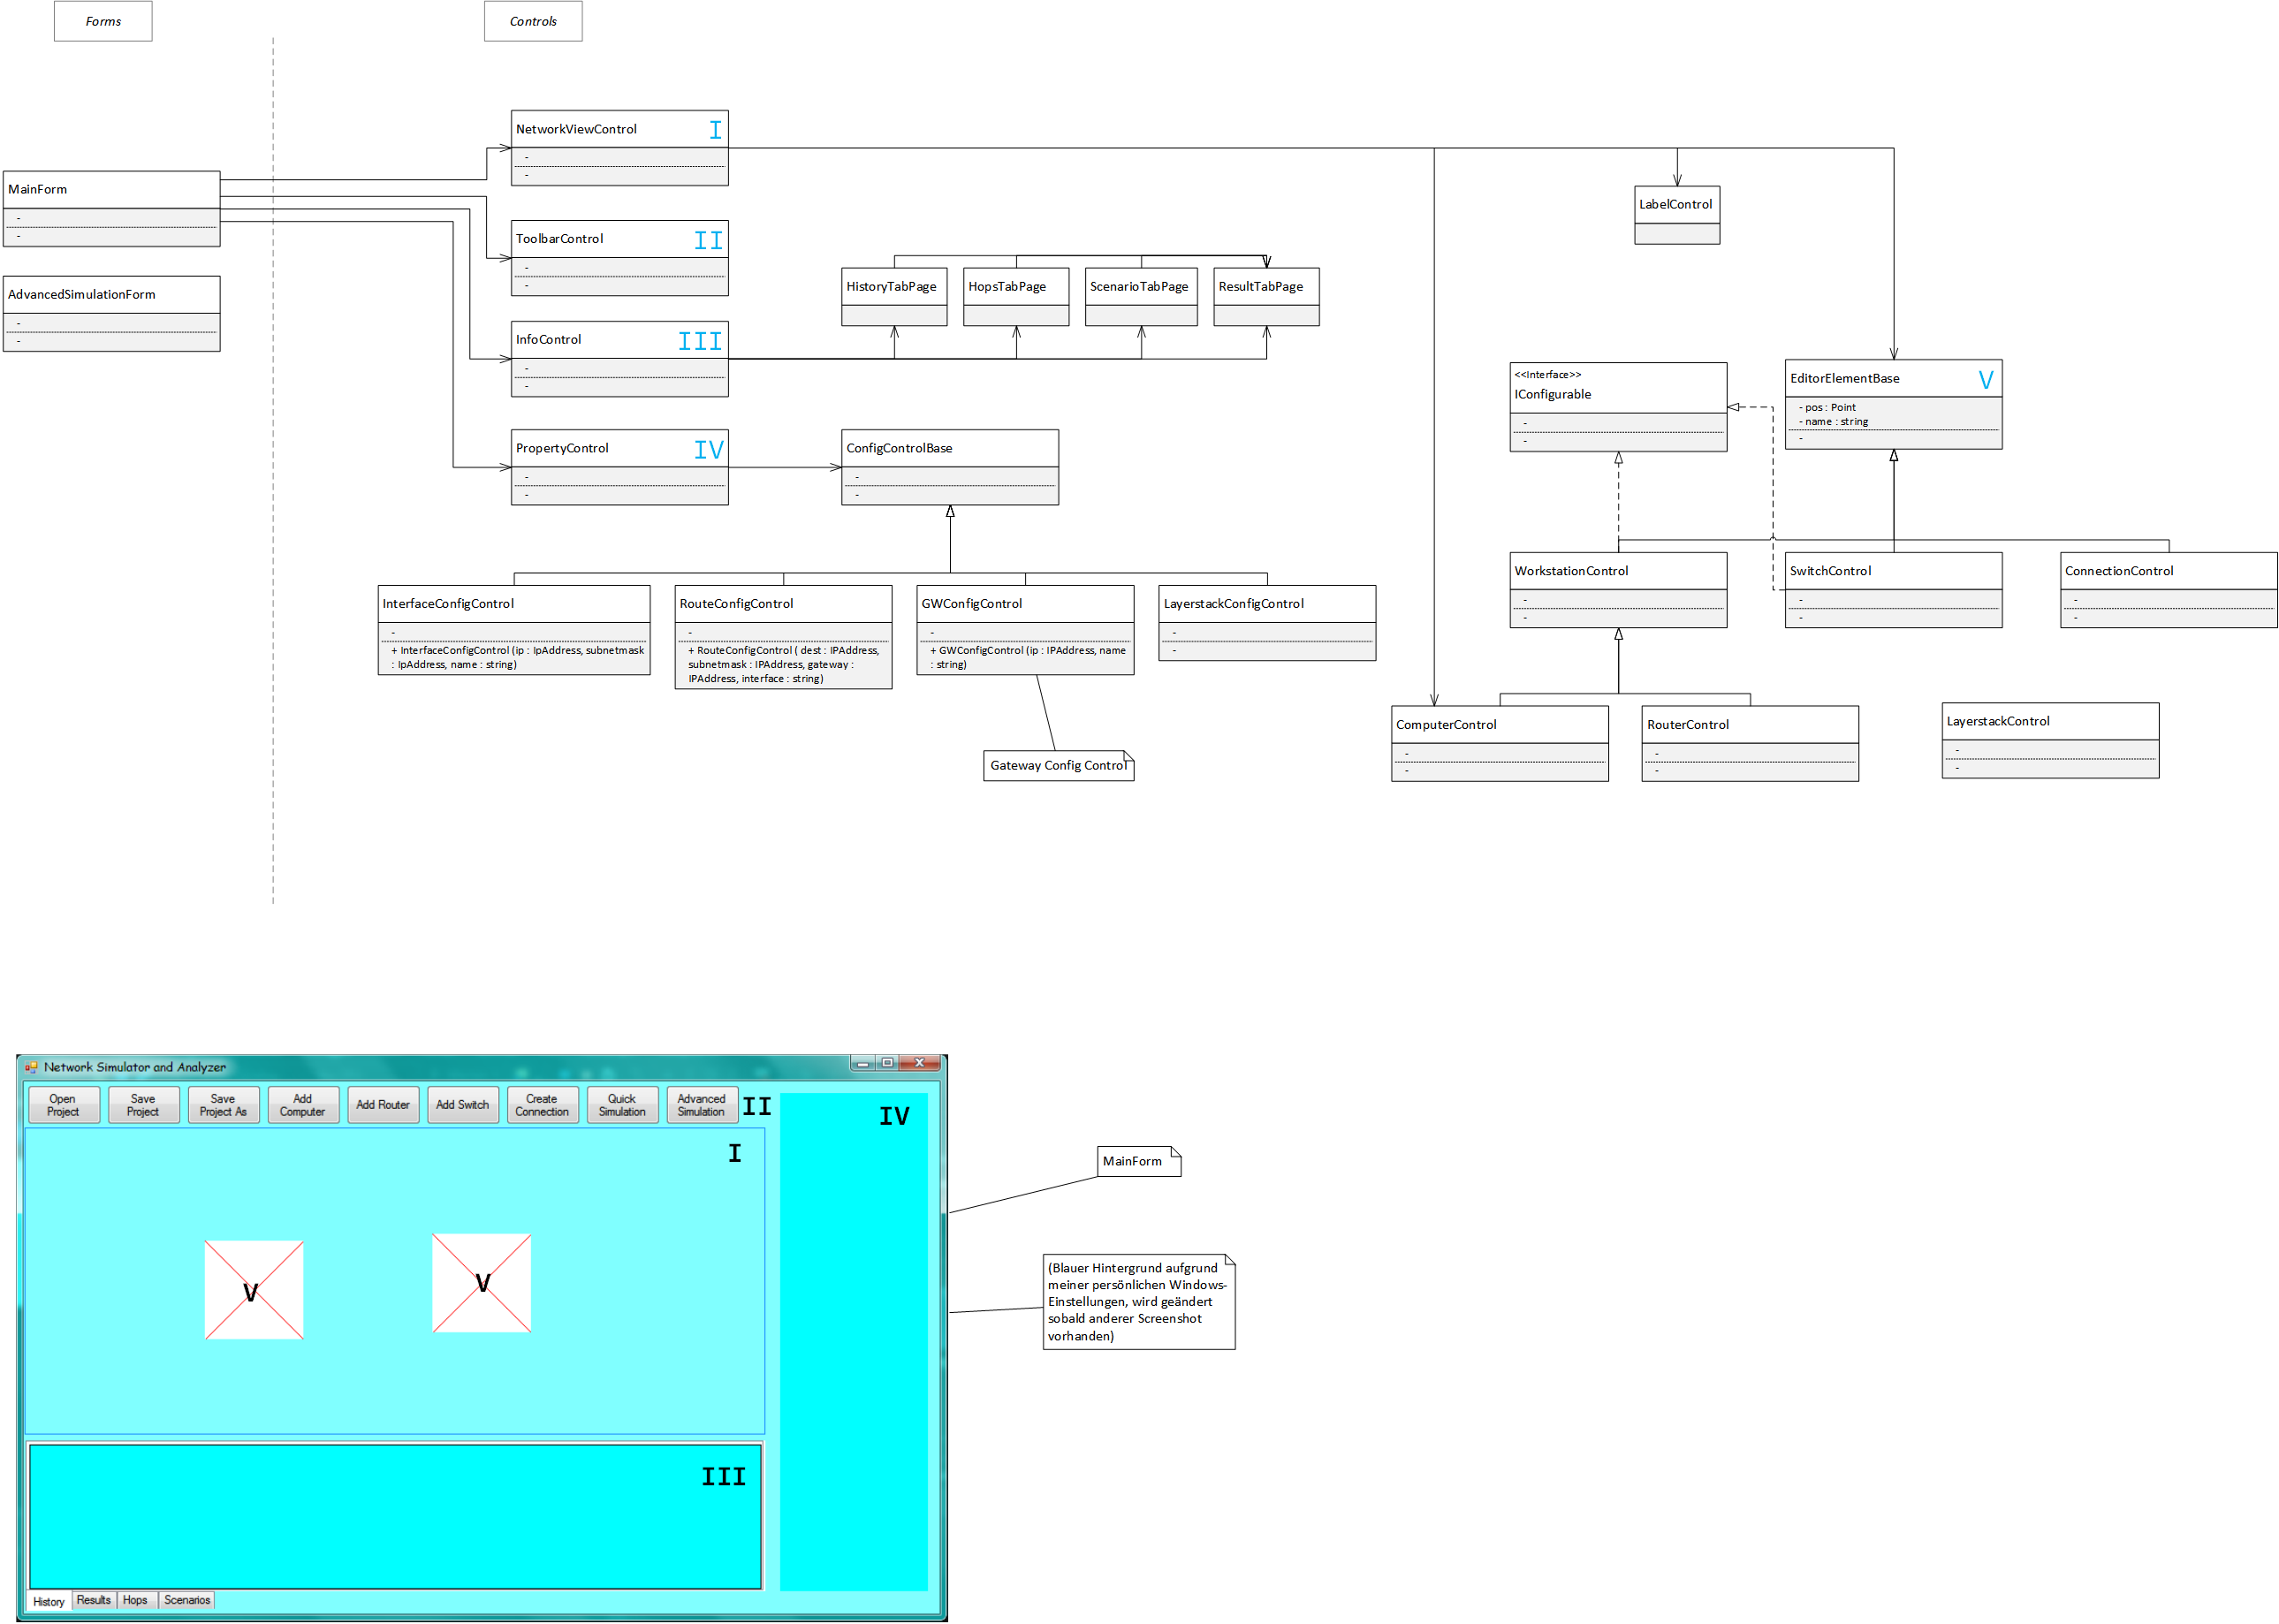 Forms
Controls
NetworkViewControl I
-
-
MainForm
-
-
LabelControl
ToolbarControl II
-
-
HistoryTabPage
HopsTabPage
ScenarioTabPage
ResultTabPage
AdvancedSimulationForm
-
-
InfoControl III
-
-
<<Interface>>
IConfigurable
-
-
EditorElementBase V
- pos : Point
- name : string
-
PropertyControl IV
-
-
ConfigControlBase
-
-
WorkstationControl
-
-
SwitchControl
-
-
ConnectionControl
-
-
InterfaceConfigControl
-
+ InterfaceConfigControl (ip : IpAddress, subnetmask
: IpAddress, name : string)
RouteConfigControl
-
+ RouteConfigControl ( dest : IPAddress,
subnetmask : IPAddress, gateway :
IPAddress, interface : string)
GWConfigControl
-
+ GWConfigControl (ip : IPAddress, name
: string)
LayerstackConfigControl
-
-
Gateway Config Control
ComputerControl
-
-
RouterControl
-
-
LayerstackControl
-
-
Network Simulator and Analyzer
Open
Project
Save
Project
Save
Project As
Add
Computer
Add Router
Add Switch
Create
Connection
Quick
Simulation
Advanced
Simulation
II
IV
I
V
V
III
History
Results
Hops
Scenarios
MainForm
(Blauer Hintergrund aufgrund
meiner persönlichen Windows-
Einstellungen, wird geändert
sobald anderer Screenshot
vorhanden)